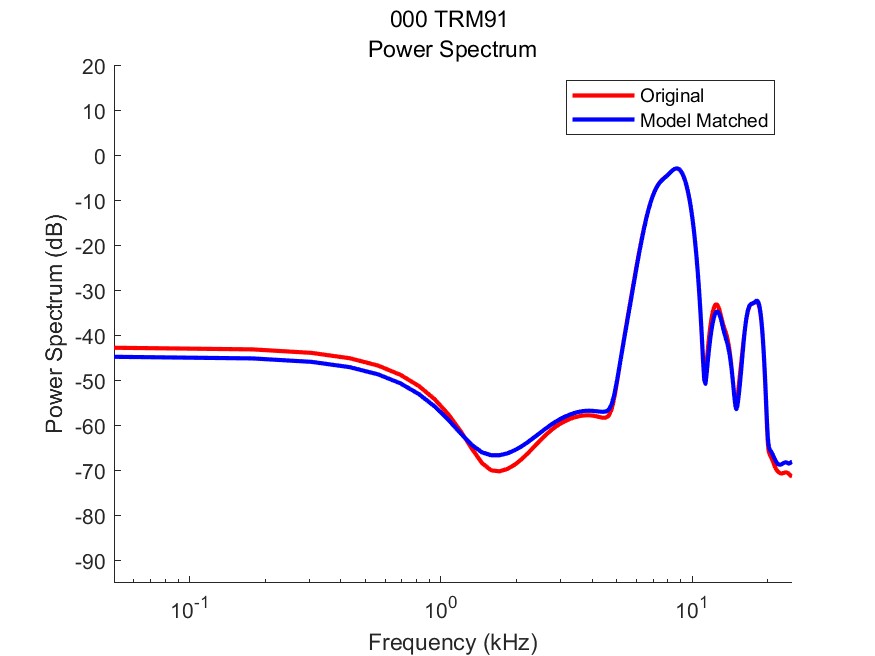 000 TRM91
Power Spectrum
20
10
0
-10
-20
-30
-40
-50
-60
-70
-80
-90
Power Spectrum (dB)
Original
Model Matched
10-1
100
101
Frequency (kHz)